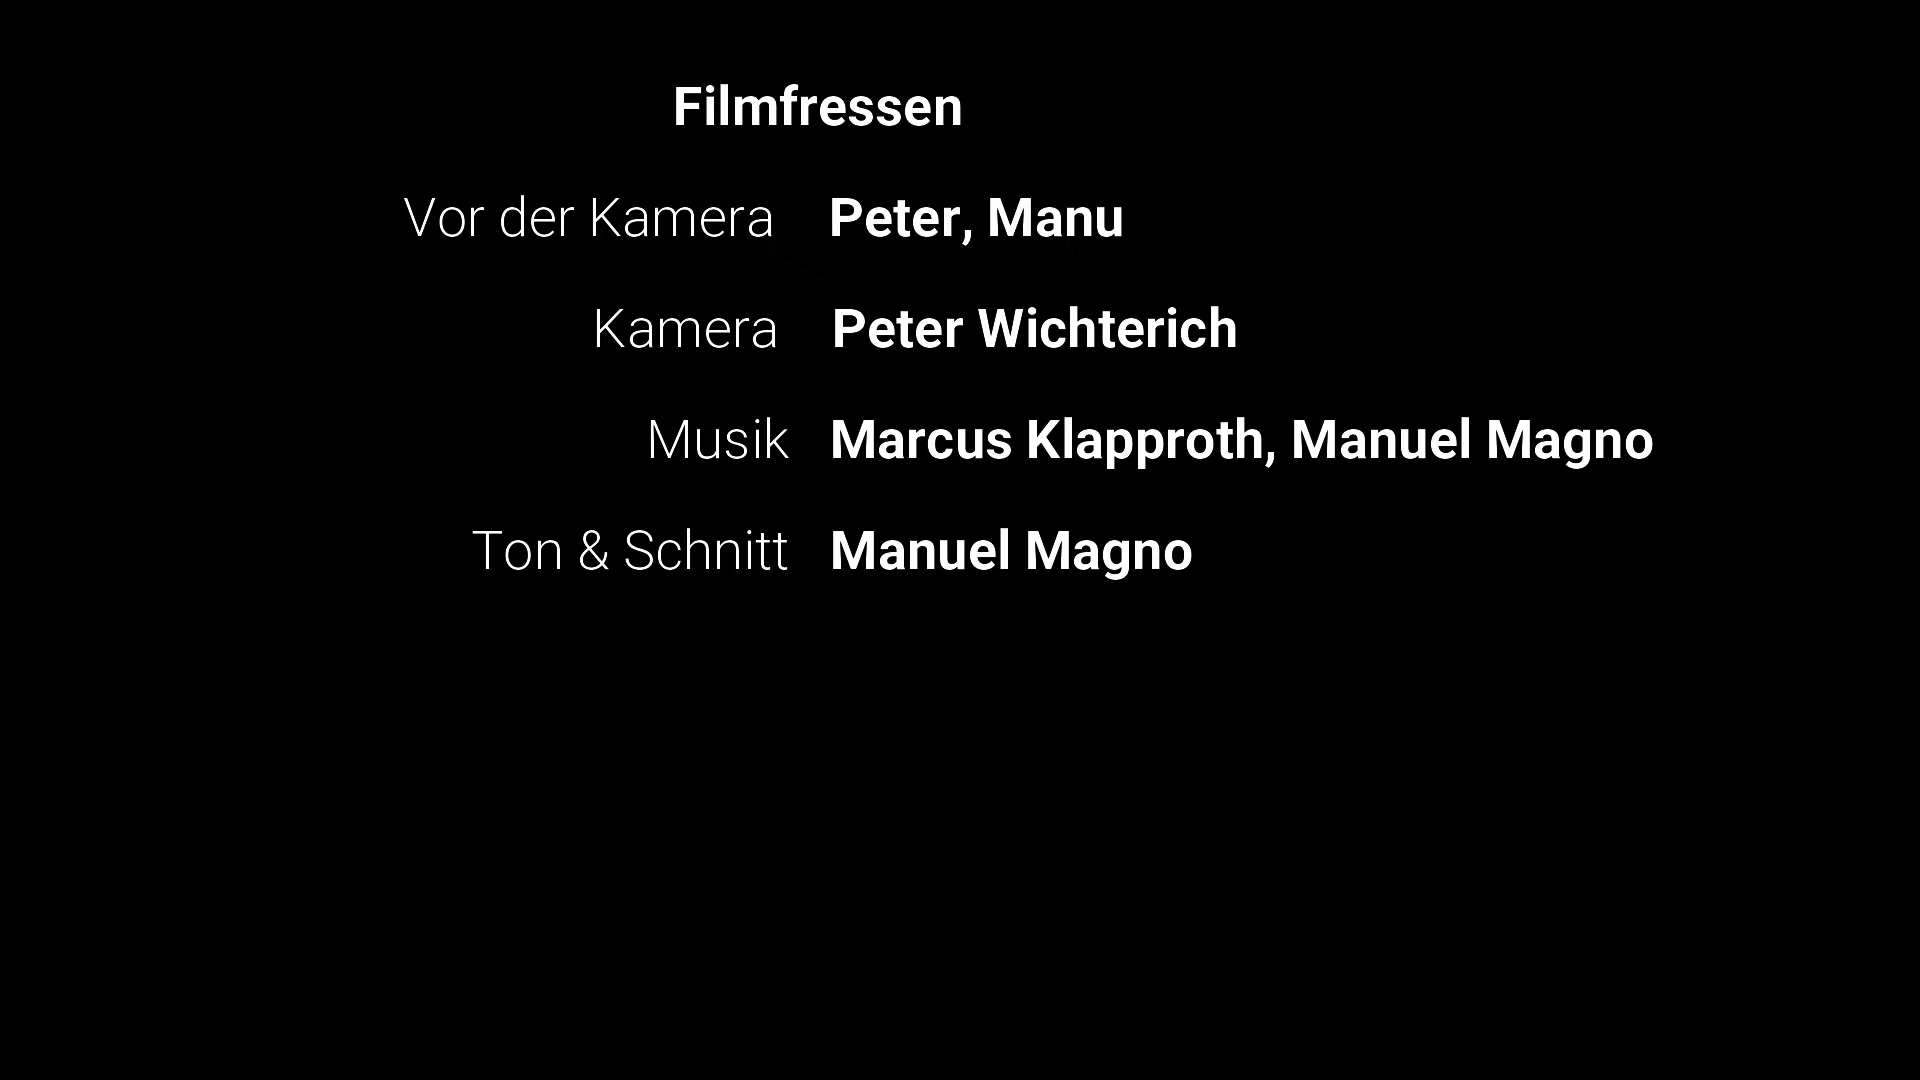 Filmfressen
Vor der Kamera Peter, Manu
Kamera Peter Wichterich
Musik Marcus Klapproth, Manuel Magno
Ton & Schnitt Manuel Magno